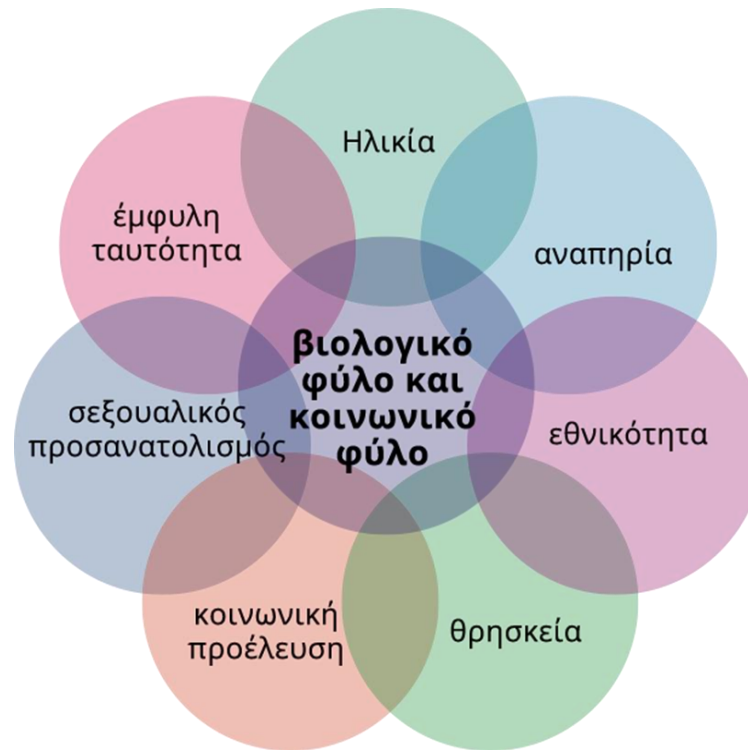 Ηλικία
αναπηρία
εθνικότητα
θρησκεία
κοινωνική
προέλευση
σεξουαλικός
προσανατολισμός
έμφυλη
ταυτότητα
βιολογικό
φύλο και
κοινωνικό
φύλο